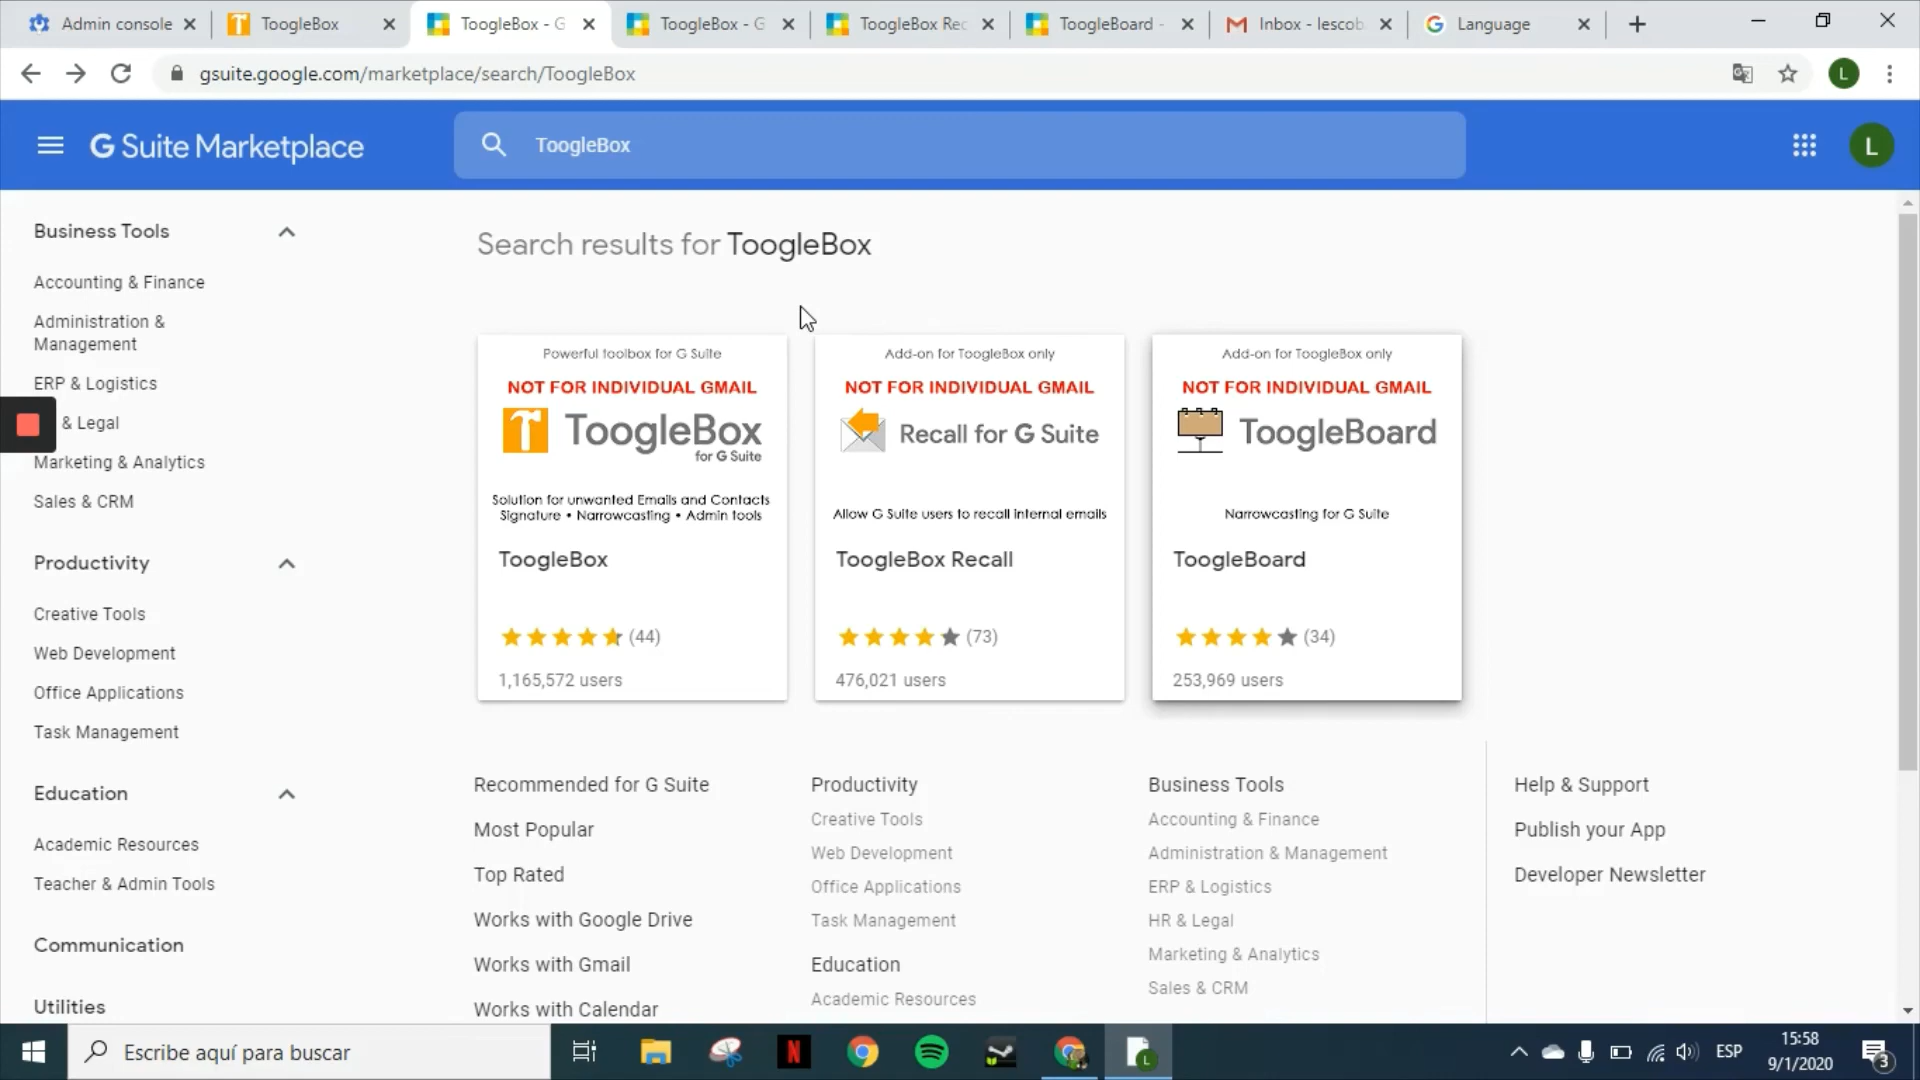 Admin console
ToogleBox
ToogleBox - G
ToogleBox - G
ToogleBox Rec
ToogleBoard -
Inbox - lescob
Language
gsuite.google.com/marketplace/search/ToogleBox
L
G Suite Marketplace
ToogleBox
L
Business Tools
Accounting & Finance
Administration &
Management
ERP & Logistics
& Legal
Marketing & Analytics
Sales & CRM
Productivity
Creative Tools
Web Development
Office Applications
Task Management
Education
Academic Resources
Teacher & Admin Tools
Communication
Utilities
Search results for ToogleBox
Powerful toolbox for G Suite
NOT FOR INDIVIDUAL GMAIL
ToogleBox
for G Suite
Solution for unwanted Emails and Contacts
Signature • Narrowcasting • Admin tools
ToogleBox
(44)
1,165,572 users
Add-on for ToogleBox only
NOT FOR INDIVIDUAL GMAIL
Recall for G Suite
Allow G Suite users to recall internal emails
ToogleBox Recall
(73)
476,021 users
Add-on for ToogleBox only
NOT FOR INDIVIDUAL GMAIL
ToogleBoard
Narrowcasting for G Suite
ToogleBoard
(34)
253,969 users
Recommended for G Suite
Most Popular
Top Rated
Works with Google Drive
Works with Gmail
Works with Calendar
Productivity
Creative Tools
Web Development
Office Applications
Task Management
Education
Academic Resources
Business Tools
Accounting & Finance
Administration & Management
ERP & Logistics
HR & Legal
Marketing & Analytics
Sales & CRM
Help & Support
Publish your App
Developer Newsletter
Escribe aquí para buscar
N
L
ESP
15:58
9/1/2020
3